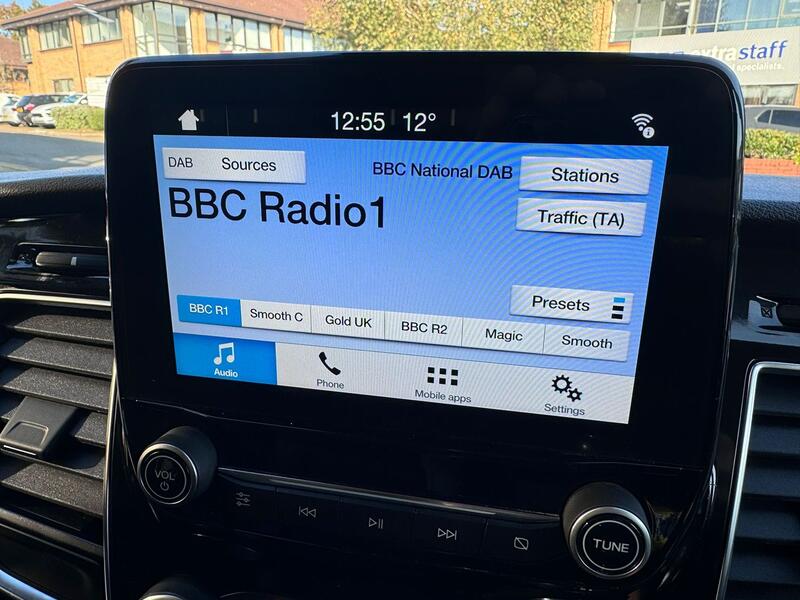 extrastaff
specialists.
12:55 12°
DAB Sources
BBC National DAB
Stations
BBC Radio1
Traffic (TA)
Presets
BBC R1
Smooth C
Gold UK
BBC R2
Magic
Smooth
Audio
Phone
Mobile apps
Settings
VOL
TUNE